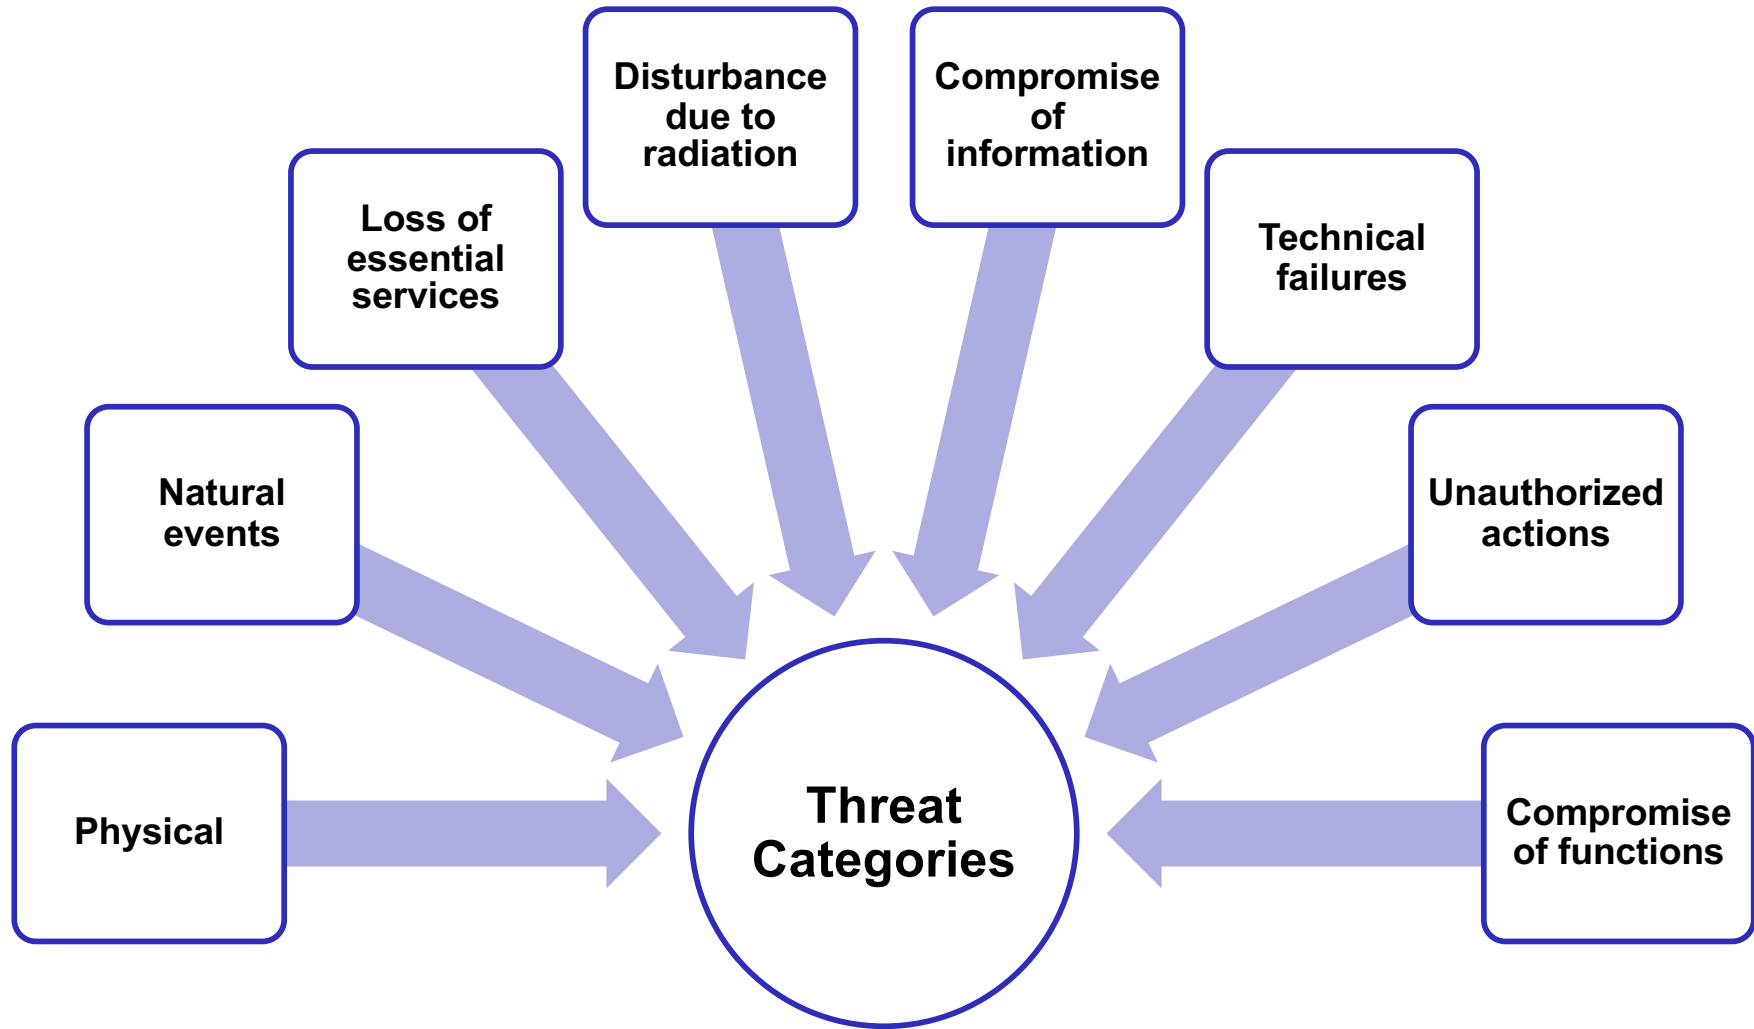 Disturbance
due to
radiation
Compromise
of
information
Loss of
essential
services
Technical
failures
Natural
events
Unauthorized
actions
Physical
Threat
Categories
Compromise
of functions